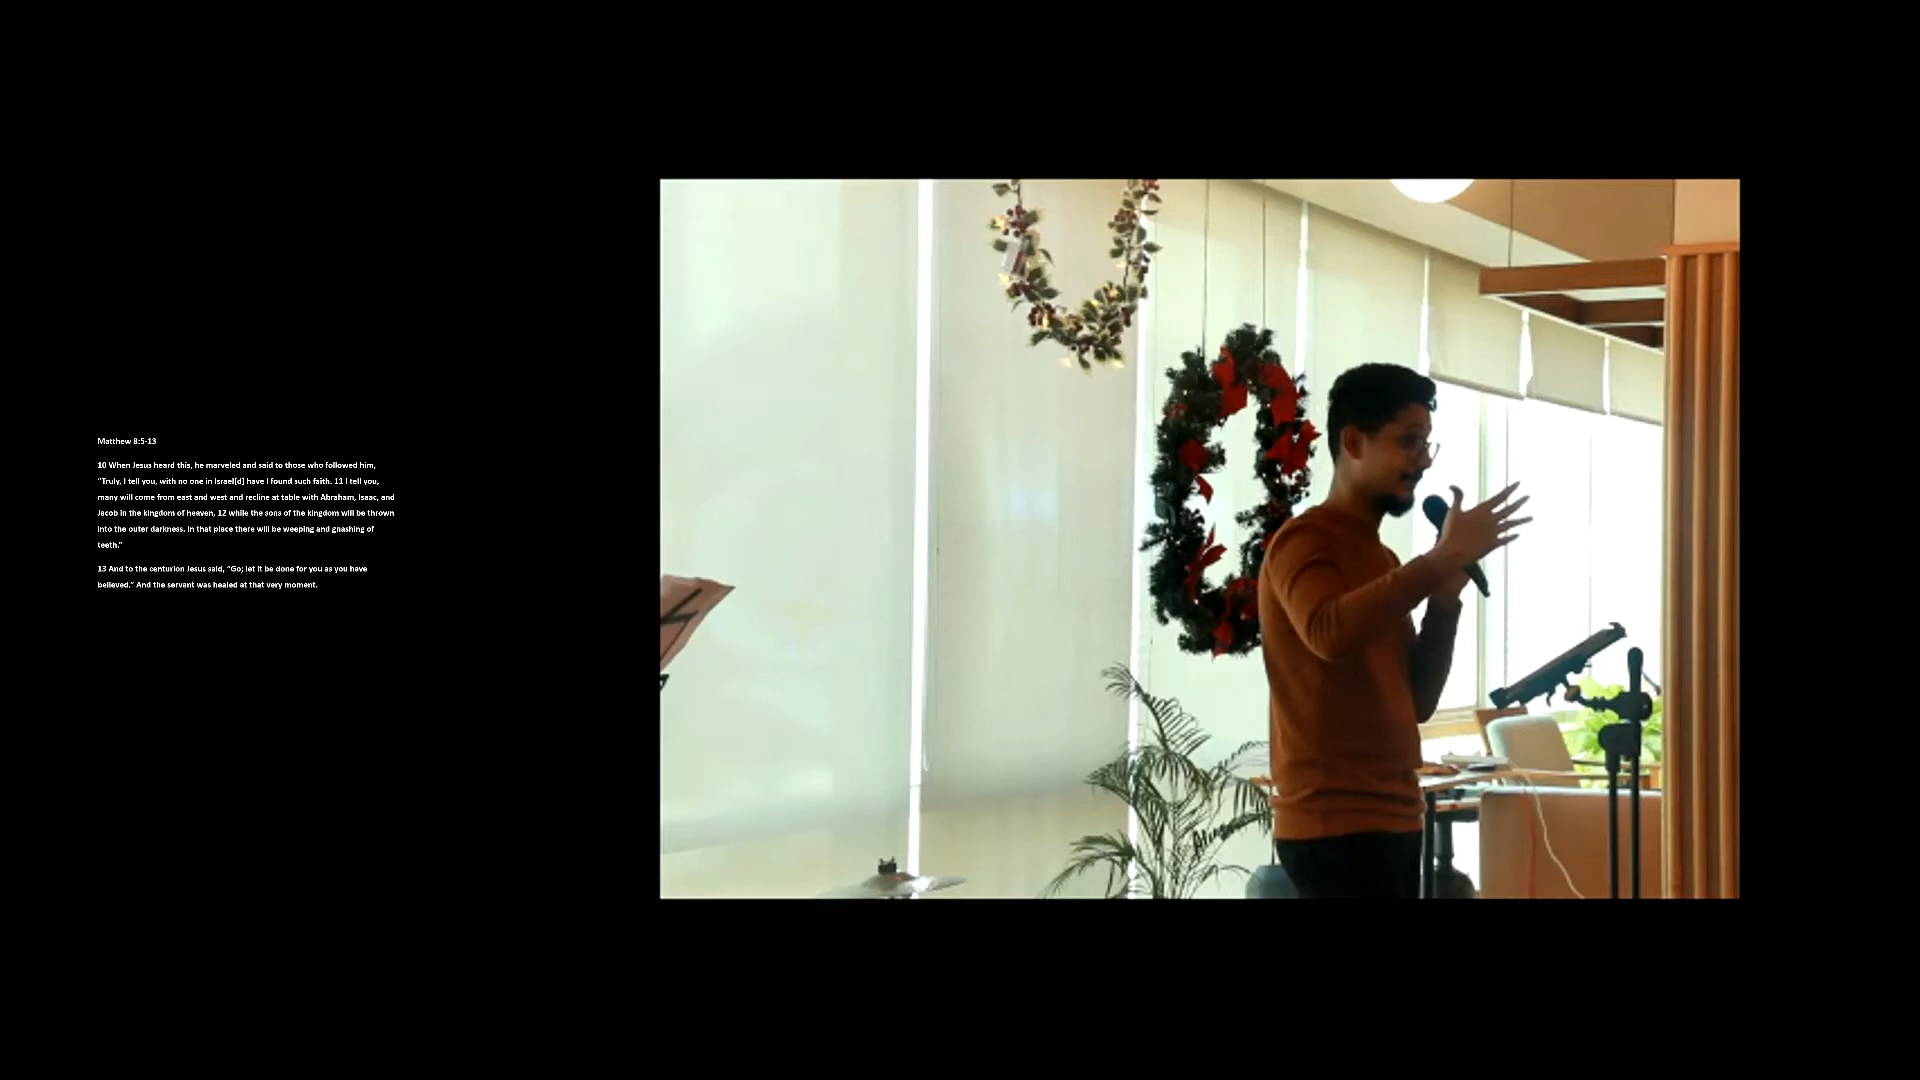 Matthew 8:5-13
10 When Jesus heard this, he marveled and said to those who followed him,
“Truly, I tell you, with no one in Israel[d] have I found such faith. 11 I tell you,
many will come from east and west and recline at table with Abraham, Isaac, and
Jacob in the kingdom of heaven, 12 while the sons of the kingdom will be thrown
into the outer darkness. In that place there will be weeping and gnashing of
teeth.”
13 And to the centurion Jesus said, “Go; let it be done for you as you have
believed.” And the servant was healed at that very moment.